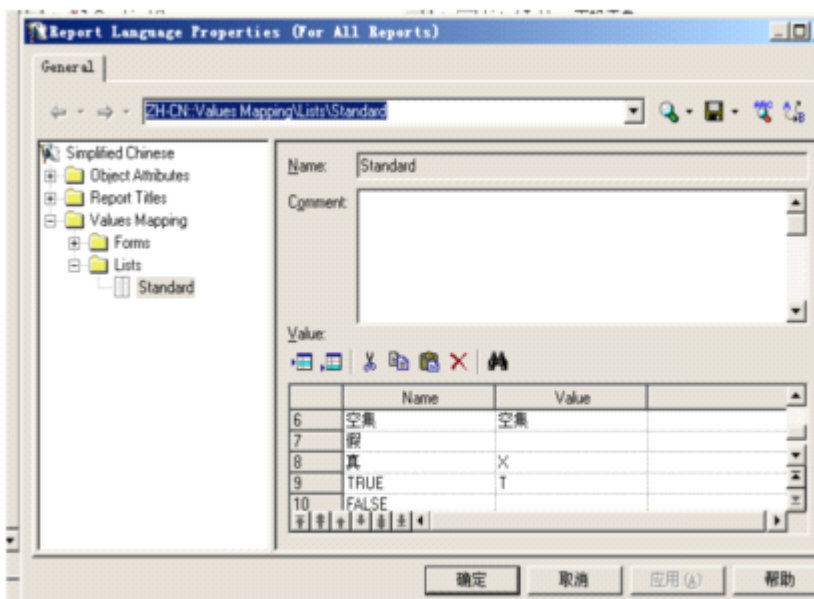 Report Language Properties (For All Reports)
General
ZH-CN::Values Mapping\Lists\Standard
Simplified Chinese
Object Attributes
Report Titles
Values Mapping
Forms
Lists
Standard
Name: Standard
Comment:
Value:
Name Value
6 空集 空集
7 假
8 真 X
9 TRUE T
10 FALSE
确定 取消 应用(A) 帮助